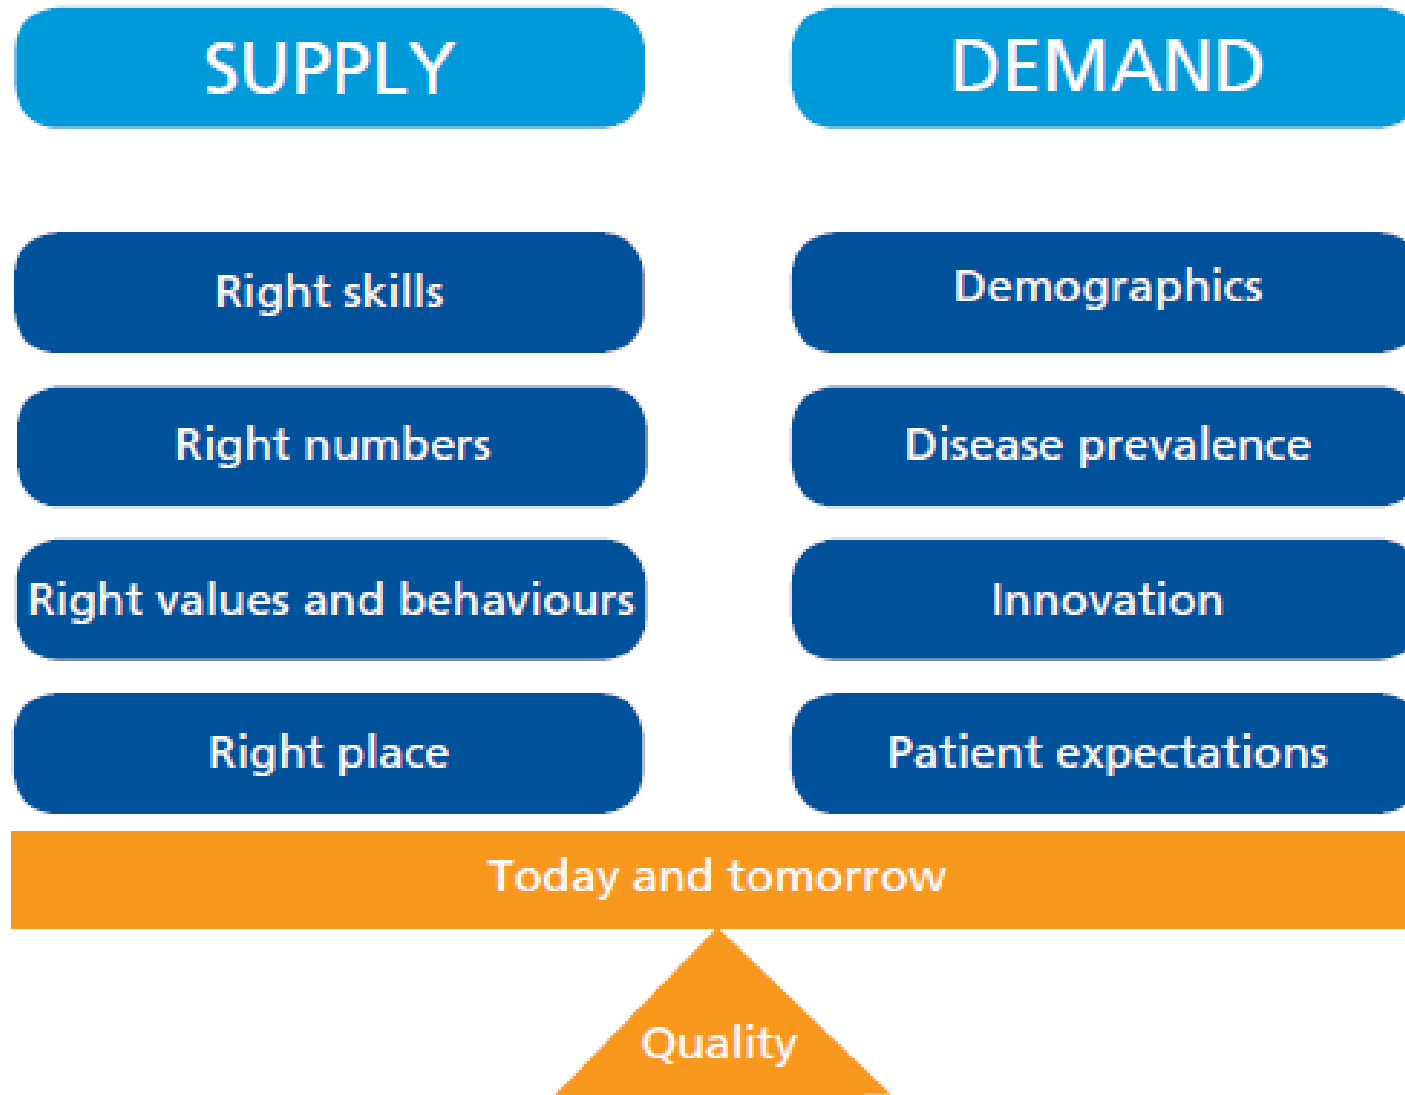 SUPPLY
DEMAND
Right skills
Demographics
Right numbers
Disease prevalence
Right values and behaviours
Innovation
Right place
Patient expectations
Today and tomorrow
Quality